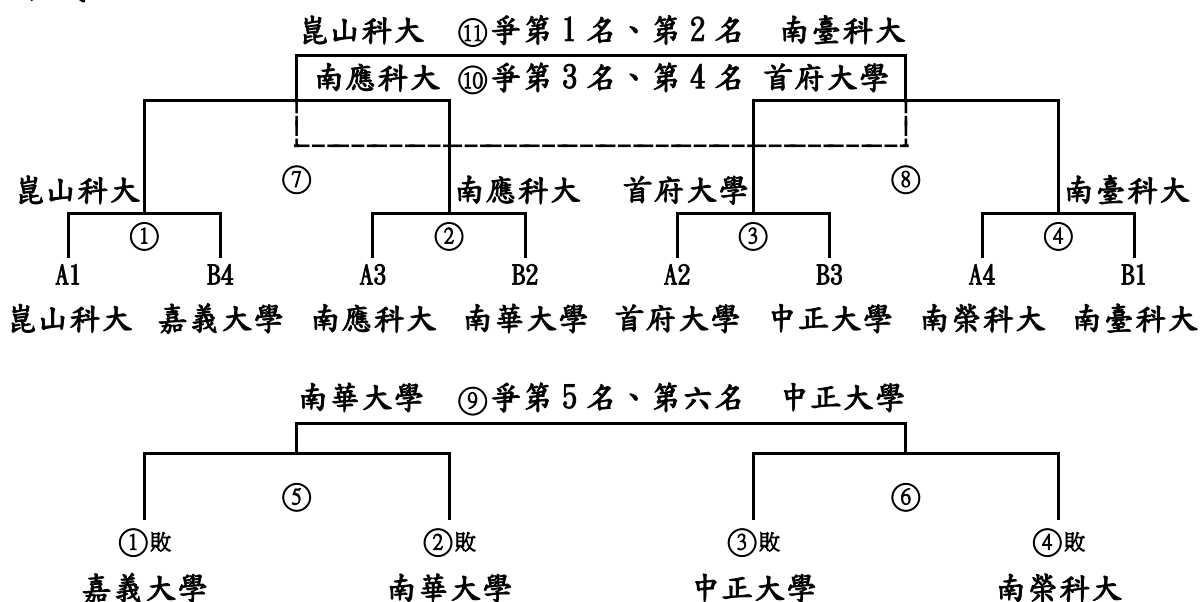 崑山科大 ⑪爭第1名、第2名 南臺科大
南應科大 ⑩爭第3名、第4名 首府大學
⑦ ⑧
崑山科大 南應科大 首府大學 南臺科大
① ② ③ ④
A1 B4 A3 B2 A2 B3 A4 B1
崑山科大 嘉義大學 南應科大 南華大學 首府大學 中正大學 南榮科大 南臺科大
南華大學 ⑨爭第5名、第六名 中正大學
⑤ ⑥
①敗 ②敗 ③敗 ④敗
嘉義大學 南華大學 中正大學 南榮科大